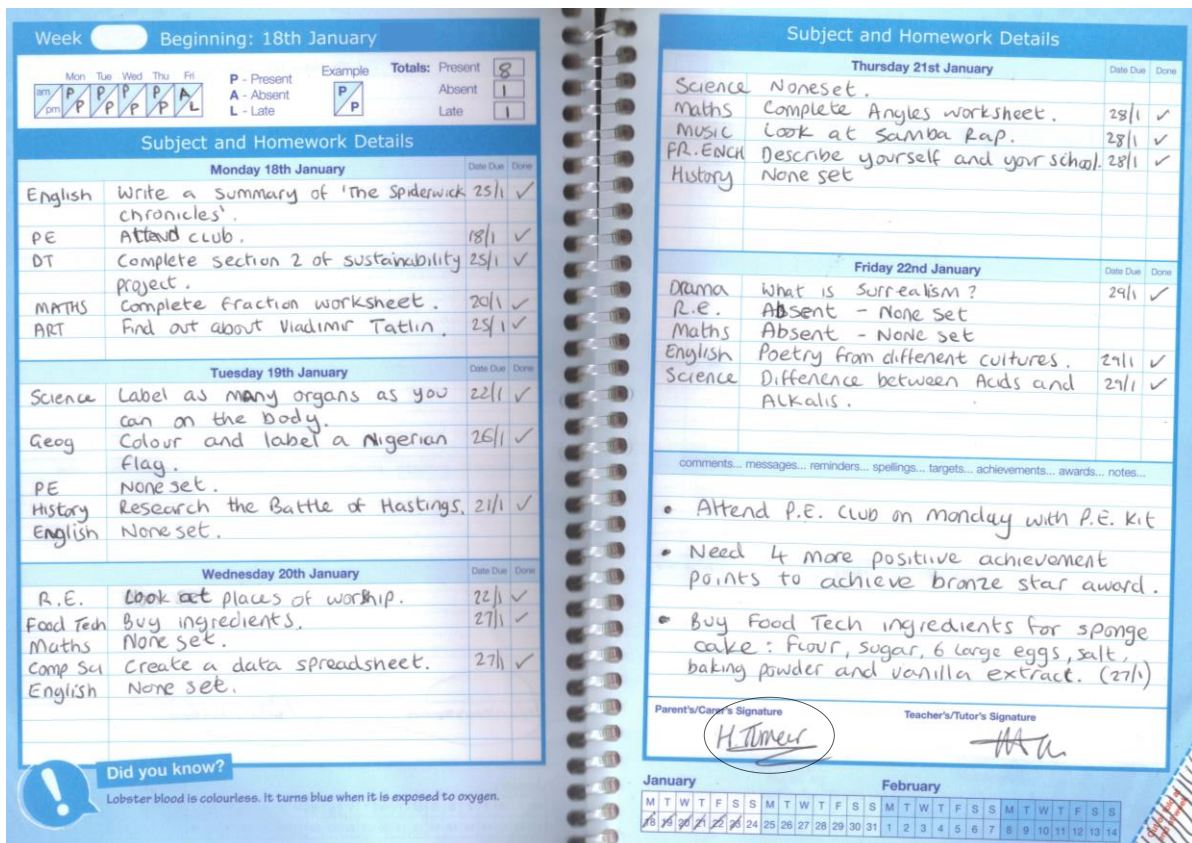 Week Beginning: 18th January
Mon Tue Wed Thu Fri
am P P P P A
pm P P P P L
P - Present
A - Absent
L - Late
Example
P
P
Totals: Present 8
Absent 1
Late 1
Subject and Homework Details
Monday 18th January Date Due Done
English Write a summary of 'The Spiderwick 25/1 ✓
chronicles'.
PE Attend club. 18/1 ✓
DT Complete section 2 of sustainability 25/1 ✓
project.
MATHS Complete fraction worksheet. 20/1 ✓
ART Find out about Vladimir Tatlin. 25/1 ✓
Tuesday 19th January Date Due Done
Science Label as many organs as you 22/1 ✓
can on the body.
Geog Colour and label a Nigerian 26/1 ✓
flag.
PE None set.
History Research the Battle of Hastings. 21/1 ✓
English None set.
Wednesday 20th January Date Due Done
R.E. Look at places of worship. 22/1 ✓
Food Tech Buy ingredients. 27/1 ✓
Maths None set.
Comp Sci Create a data spreadsheet. 27/1 ✓
English None set.
Did you know?
Lobster blood is colourless. It turns blue when it is exposed to oxygen.
Subject and Homework Details
Thursday 21st January Date Due Done
Science None set.
Maths Complete Angles worksheet. 28/1 ✓
Music Look at Samba Rap. 28/1 ✓
FR.ENCH Describe yourself and your school. 28/1 ✓
History None set
Friday 22nd January Date Due Done
Drama What is Surrealism? 29/1 ✓
R.e. Absent - None set
Maths Absent - None set
English Poetry from different cultures. 29/1 ✓
Science Difference between Acids and 29/1 ✓
Alkalis.
comments... messages... reminders... spellings... targets... achievements... awards... notes...
• Attend P.E. club on monday with P.E. Kit
• Need 4 more positiive achievement
points to achieve bronze star award.
• Buy Food Tech ingredients for sponge
cake: flour, sugar, 6 large eggs, salt,
baking powder and vanilla extract. (27/1)
Parent's/Carer's Signature Teacher's/Tutor's Signature
January February
M T W T F S S M T W T F S S M T W T F S S M T W T F S S
18 19 20 21 22 23 24 25 26 27 28 29 30 31 1 2 3 4 5 6 7 8 9 10 11 12 13 14